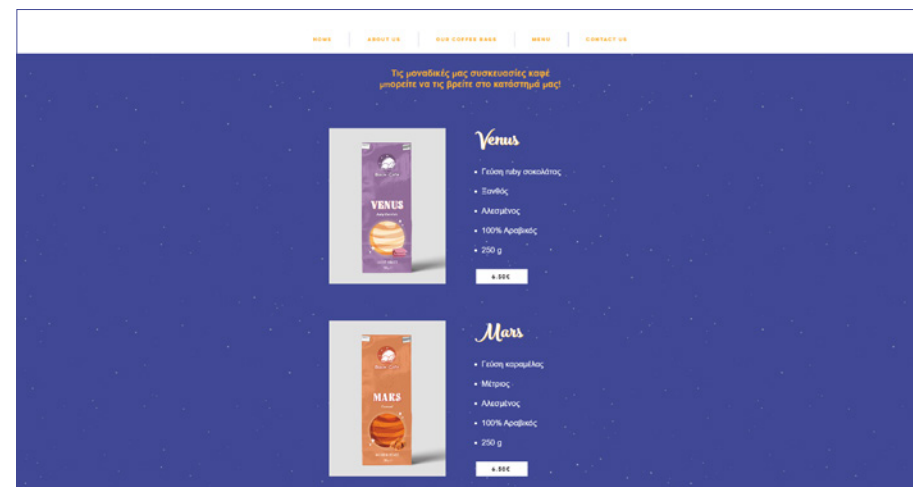 HOME ABOUT US OUR COFFEE BAGS MENU CONTACT US
Τις μοναδικές μας συσκευασίες καφέ
μπορείτε να τις βρείτε στο κατάστημά μας!
Venus
• Γεύση ruby σοκολάτας
• Ξανθός
• Αλεσμένος
• 100% Αραβικός
• 250 g
6.50€
VENUS
Mars
• Γεύση καραμέλας
• Μέτριος
• Αλεσμένος
• 100% Αραβικός
• 250 g
6.50€
MARS